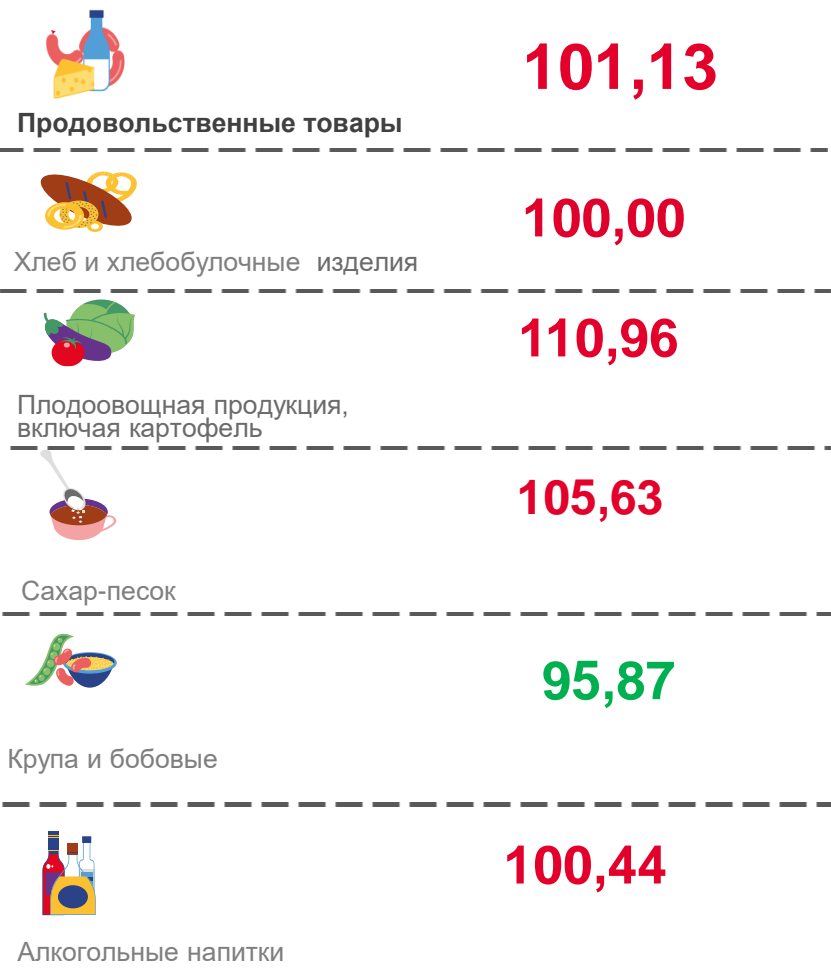 101,13
Продовольственные товары
100,00
Хлеб и хлебобулочные изделия
110,96
Плодоовощная продукция,
включая картофель
105,63
Сахар-песок
95,87
Крупа и бобовые
100,44
Алкогольные напитки